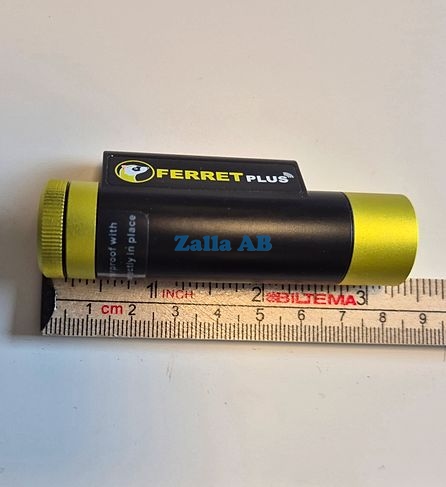 FERRET PLUS
Zalla AB
proof with
ctly in place
1 INCH 2 BILTEMA 3
1 cm 2 3 4 5 6 7 8 9